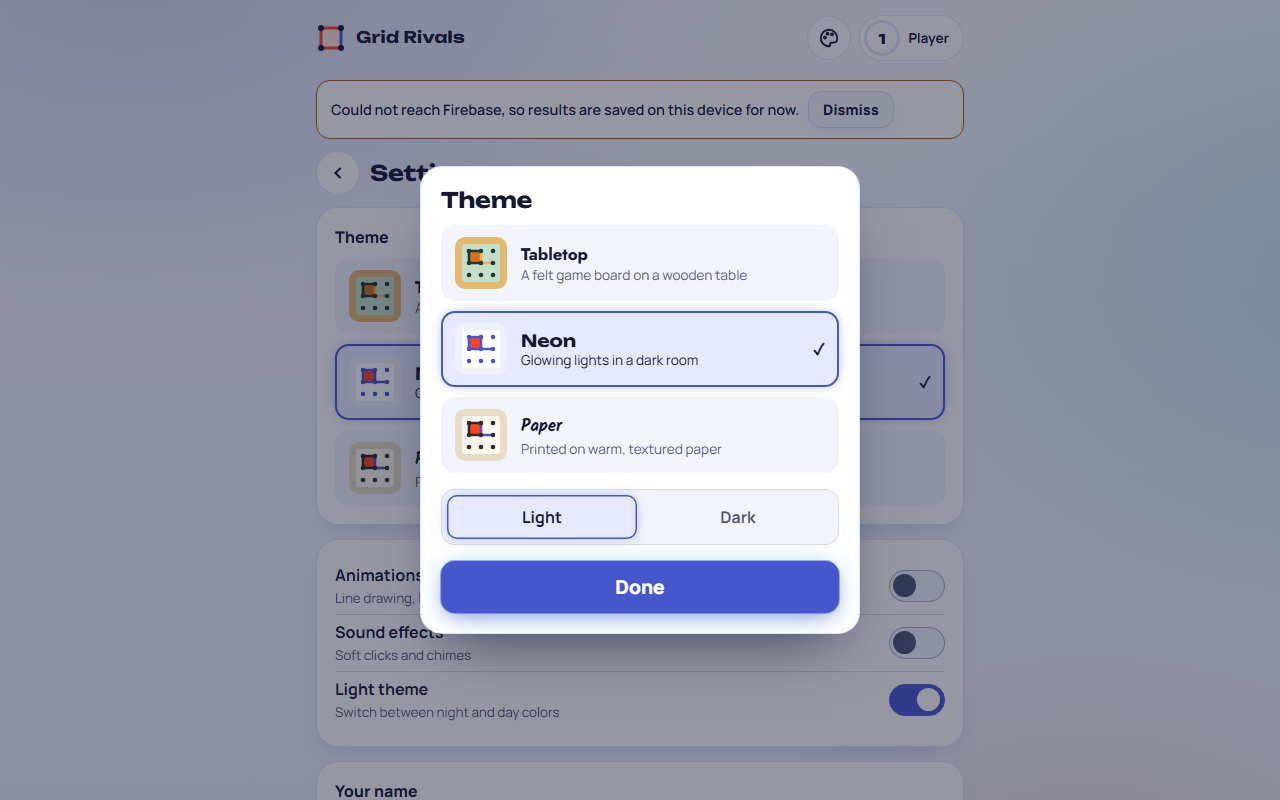 Grid Rivals
1 Player
Could not reach Firebase, so results are saved on this device for now. Dismiss
Theme
Theme
Tabletop
A felt game board on a wooden table
Neon
Glowing lights in a dark room
Paper
Printed on warm, textured paper
Light Dark
Done
Animations
Line drawing,
Sound effects
Soft clicks and chimes
Light theme
Switch between night and day colors
Your name